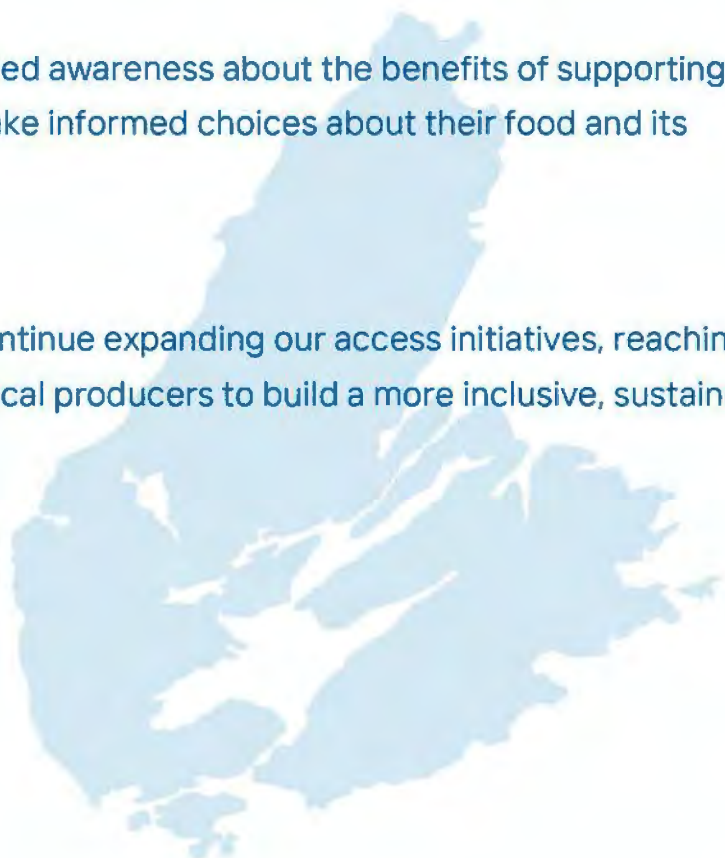 ed awareness about the benefits of supporting
ke informed choices about their food and its
ntinue expanding our access initiatives, reachin
cal producers to build a more inclusive, sustain